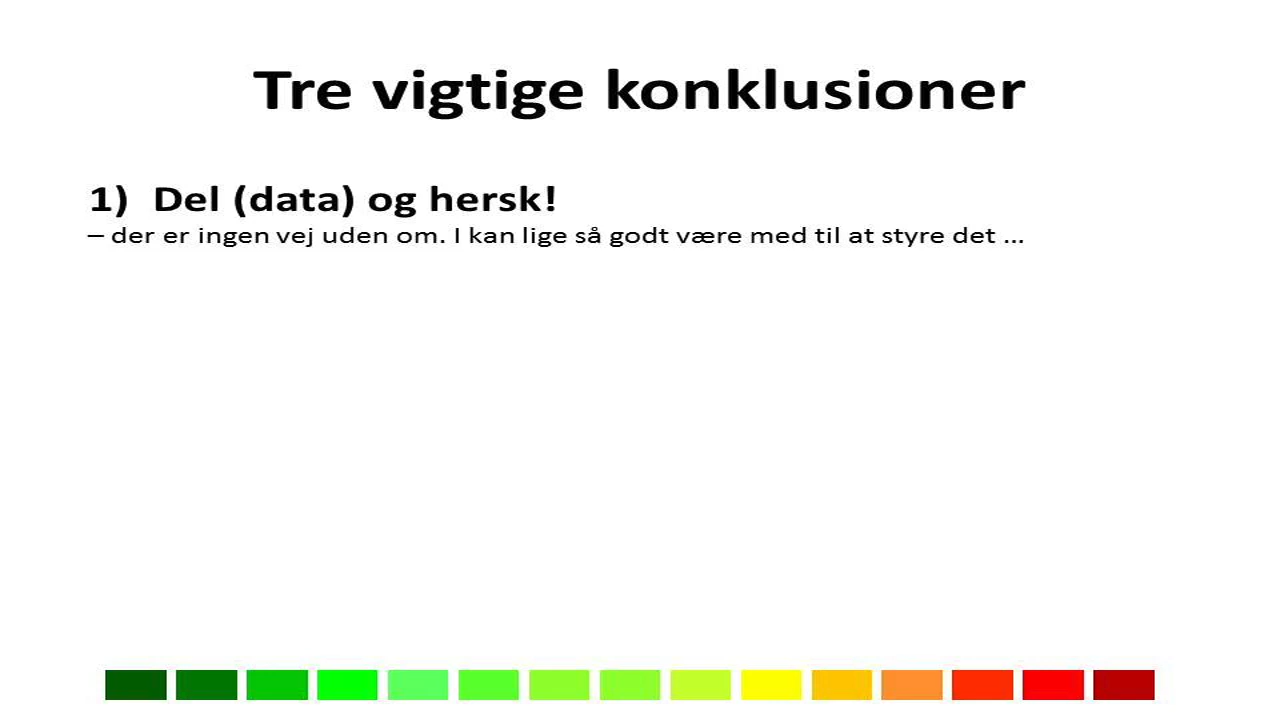 Tre vigtige konklusioner
1) Del (data) og hersk!
– der er ingen vej uden om. I kan lige så godt være med til at styre det ...